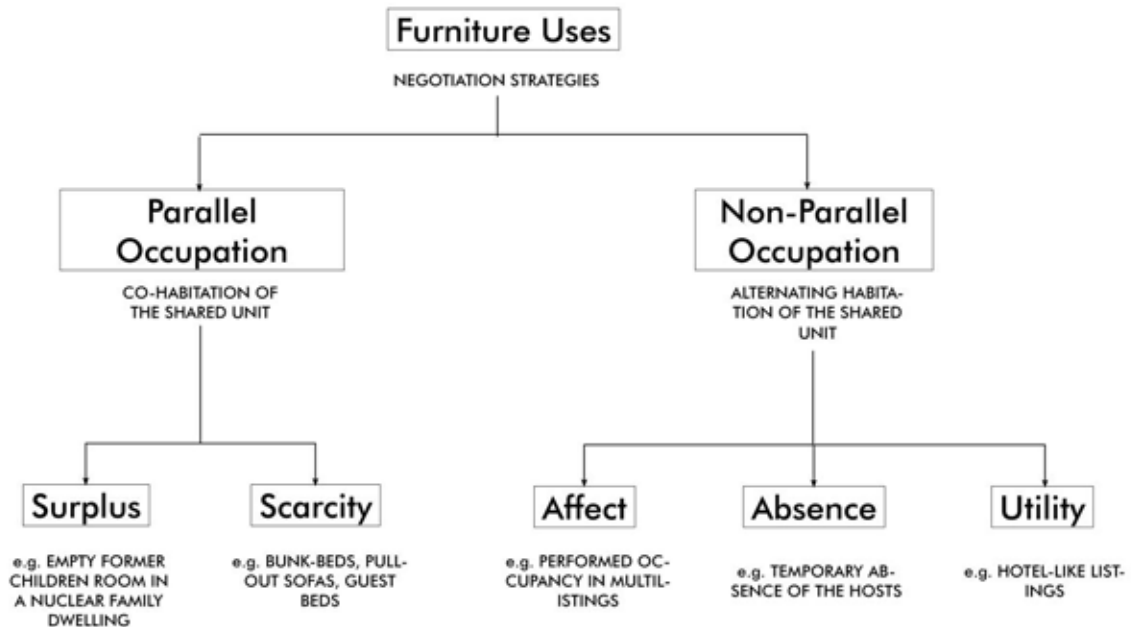 Furniture Uses
NEGOTIATION STRATEGIES
Parallel
Occupation
CO-HABITATION OF
THE SHARED UNIT
Non-Parallel
Occupation
ALTERNATING HABITA-
TION OF THE SHARED
UNIT
Surplus
e.g. EMPTY FORMER
CHILDREN ROOM IN
A NUCLEAR FAMILY
DWELLING
Scarcity
e.g. BUNK-BEDS, PULL-
OUT SOFAS, GUEST
BEDS
Affect
e.g. PERFORMED OC-
CUPANCY IN MULTIL-
ISTINGS
Absence
e.g. TEMPORARY AB-
SENCE OF THE HOSTS
Utility
e.g. HOTEL-LIKE LIST-
INGS